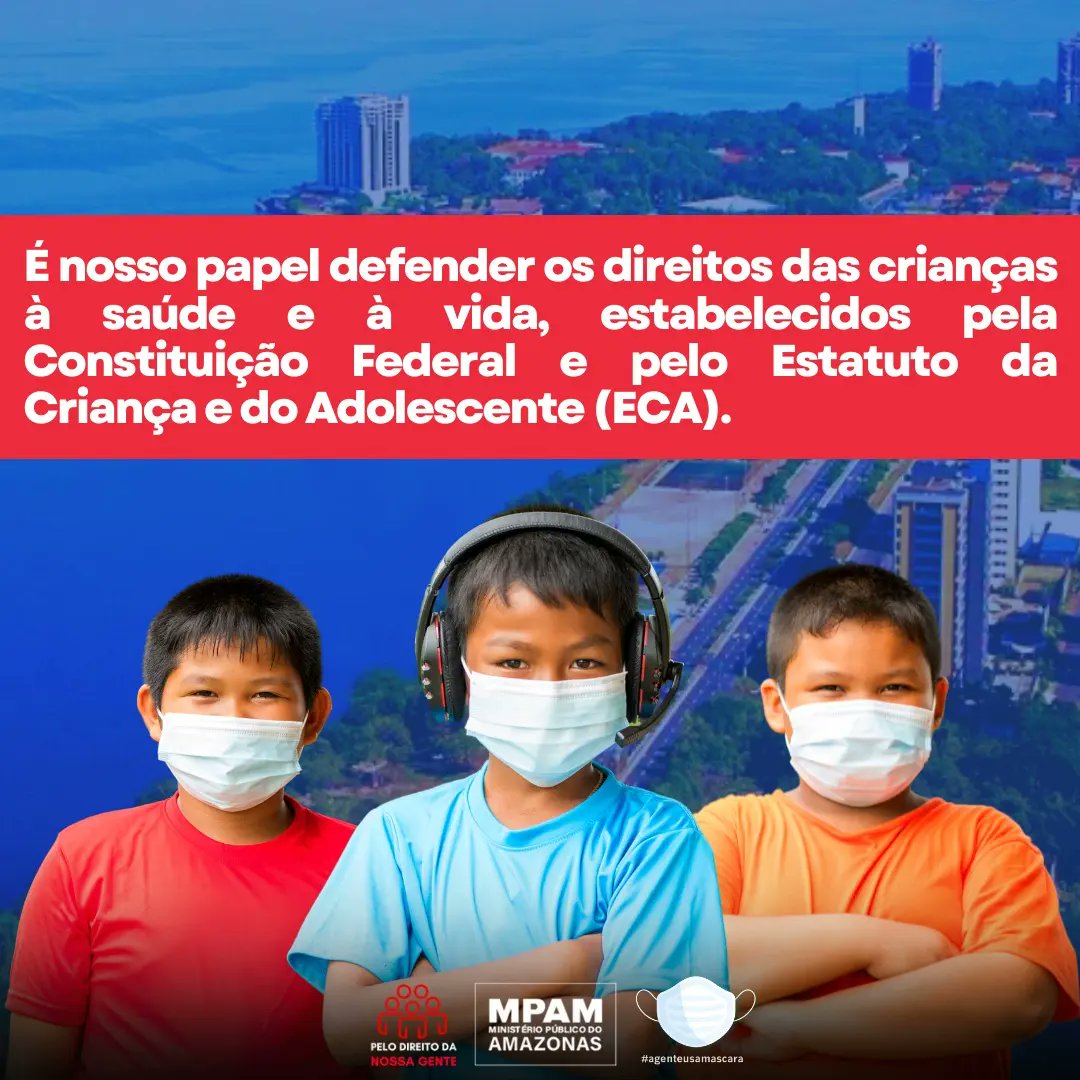 É nosso papel defender os direitos das crianças
à saúde e à vida, estabelecidos pela
Constituição Federal e pelo Estatuto da
Criança e do Adolescente (ECA).
PELO DIREITO DA
NOSSA GENTE
MPAM
MINISTÉRIO PÚBLICO DO
AMAZONAS
#agenteusamascara